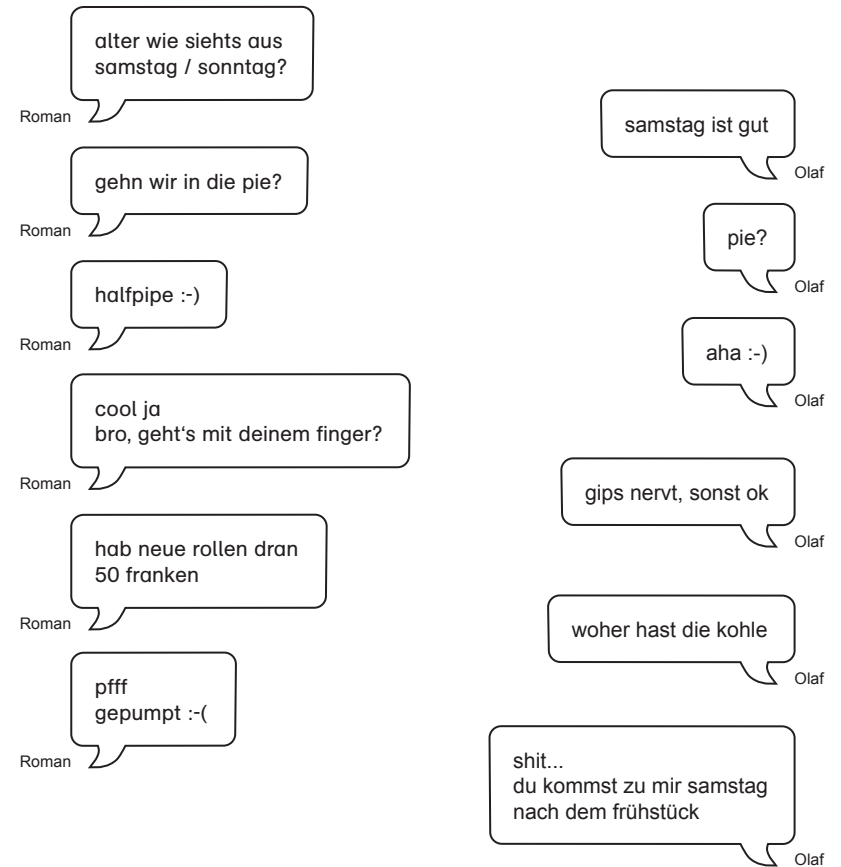 alter wie siehts aus
samstag / sonntag?
Roman
samstag ist gut
Olaf
gehn wir in die pie?
Roman
pie?
Olaf
halfpipe :-)
Roman
aha :-)
Olaf
cool ja
bro, geht's mit deinem finger?
Roman
gips nervt, sonst ok
Olaf
hab neue rollen dran
50 franken
Roman
woher hast die kohle
Olaf
pfff
gepumpt :-(
Roman
shit...
du kommst zu mir samstag
nach dem frühstück
Olaf